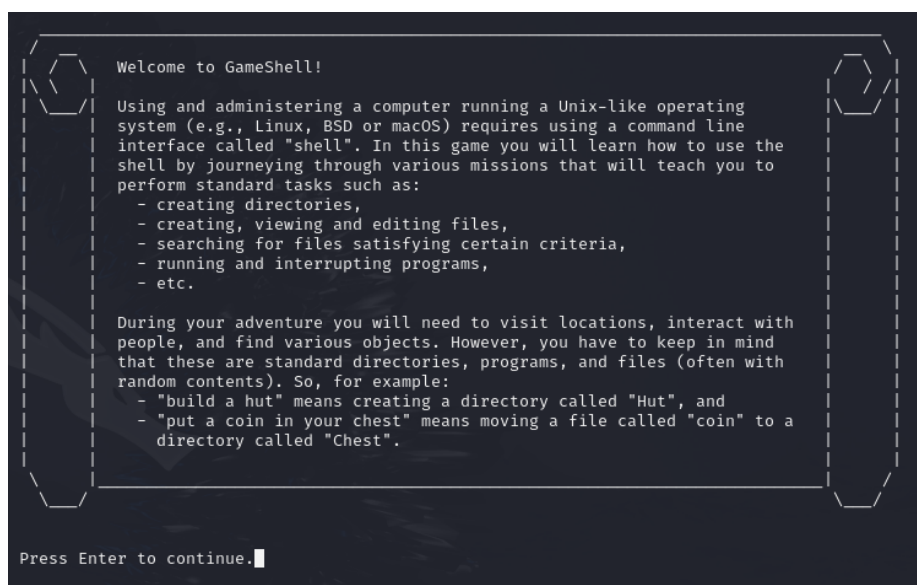 Welcome to GameShell!
Using and administering a computer running a Unix-like operating
system (e.g., Linux, BSD or macOS) requires using a command line
interface called "shell". In this game you will learn how to use the
shell by journeying through various missions that will teach you to
perform standard tasks such as:
- creating directories,
- creating, viewing and editing files,
- searching for files satisfying certain criteria,
- running and interrupting programs,
- etc.
During your adventure you will need to visit locations, interact with
people, and find various objects. However, you have to keep in mind
that these are standard directories, programs, and files (often with
random contents). So, for example:
- "build a hut" means creating a directory called "Hut", and
- "put a coin in your chest" means moving a file called "coin" to a
directory called "Chest".
Press Enter to continue.